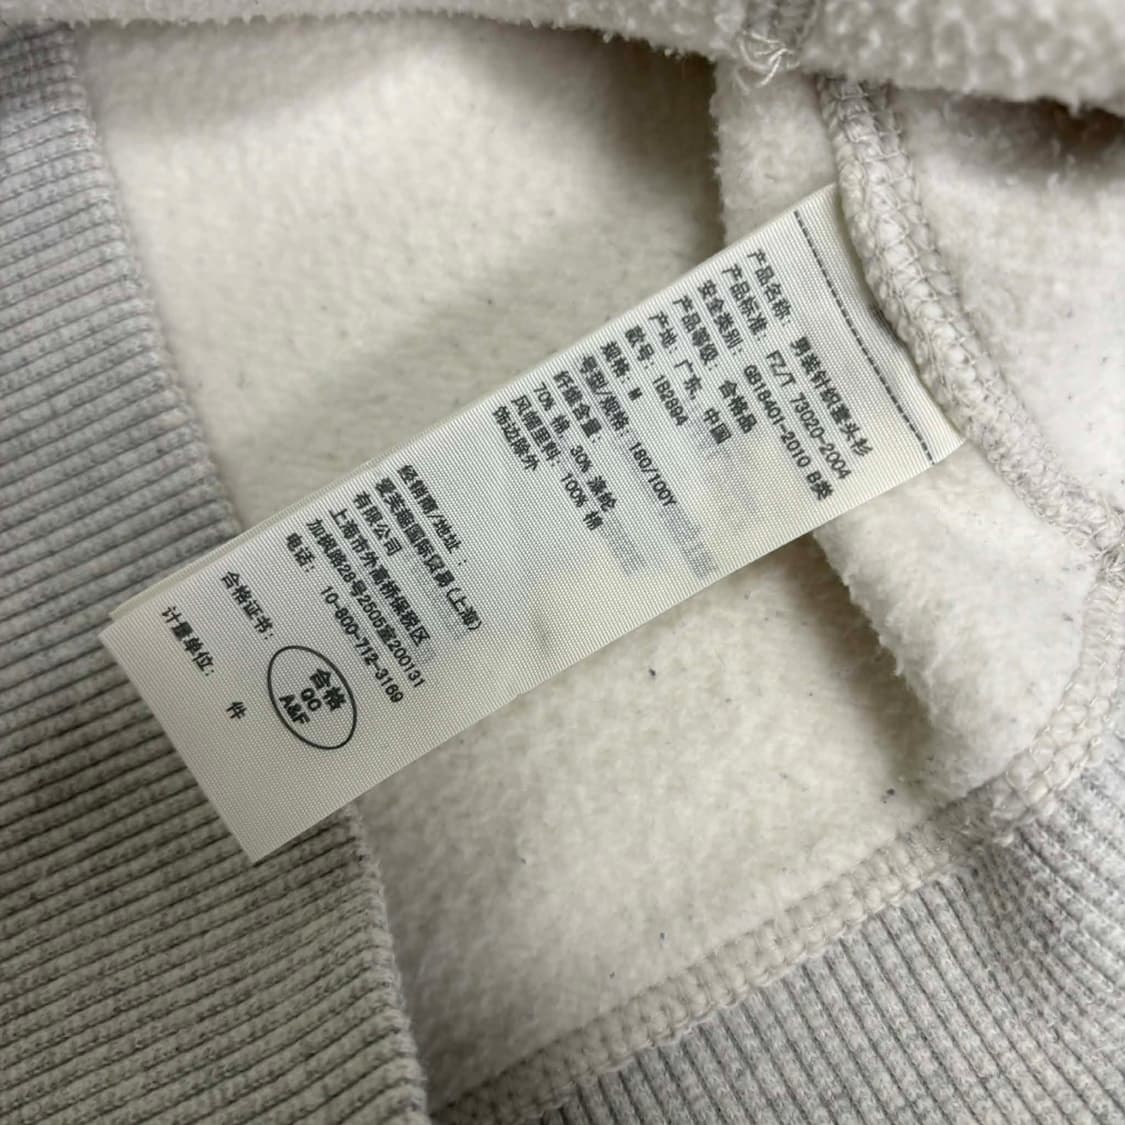 产品名称: 男装针织套头衫
产品标准: FZ/T 73020-2004
安全类别: GB18401-2010 B类
产品等级: 合格品
产地: 广东, 中国
款号: 182884
规格: M
号型/规格: 180/100Y
纤维含量:
70% 棉, 30% 涤纶
风帽里料: 100% 棉
饰边除外
经销商/地址:
有限公司
上海市外高桥保税区
加枫路28号2505室200131
电话: 10-800-712-3169
合格证书: 合格
QC
A&F
计量单位: 件